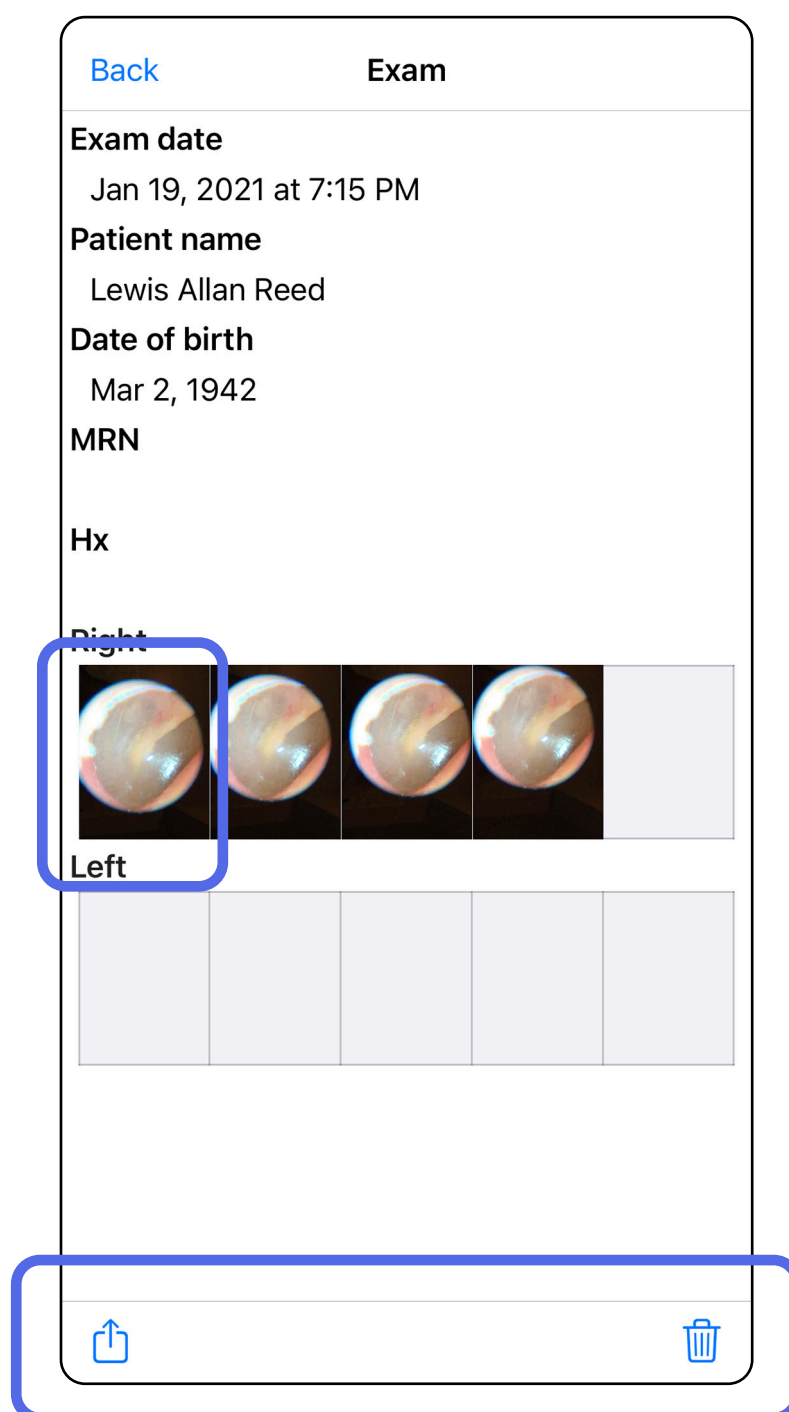 Back Exam
Exam date
Jan 19, 2021 at 7:15 PM
Patient name
Lewis Allan Reed
Date of birth
Mar 2, 1942
MRN
Hx
Right
Left